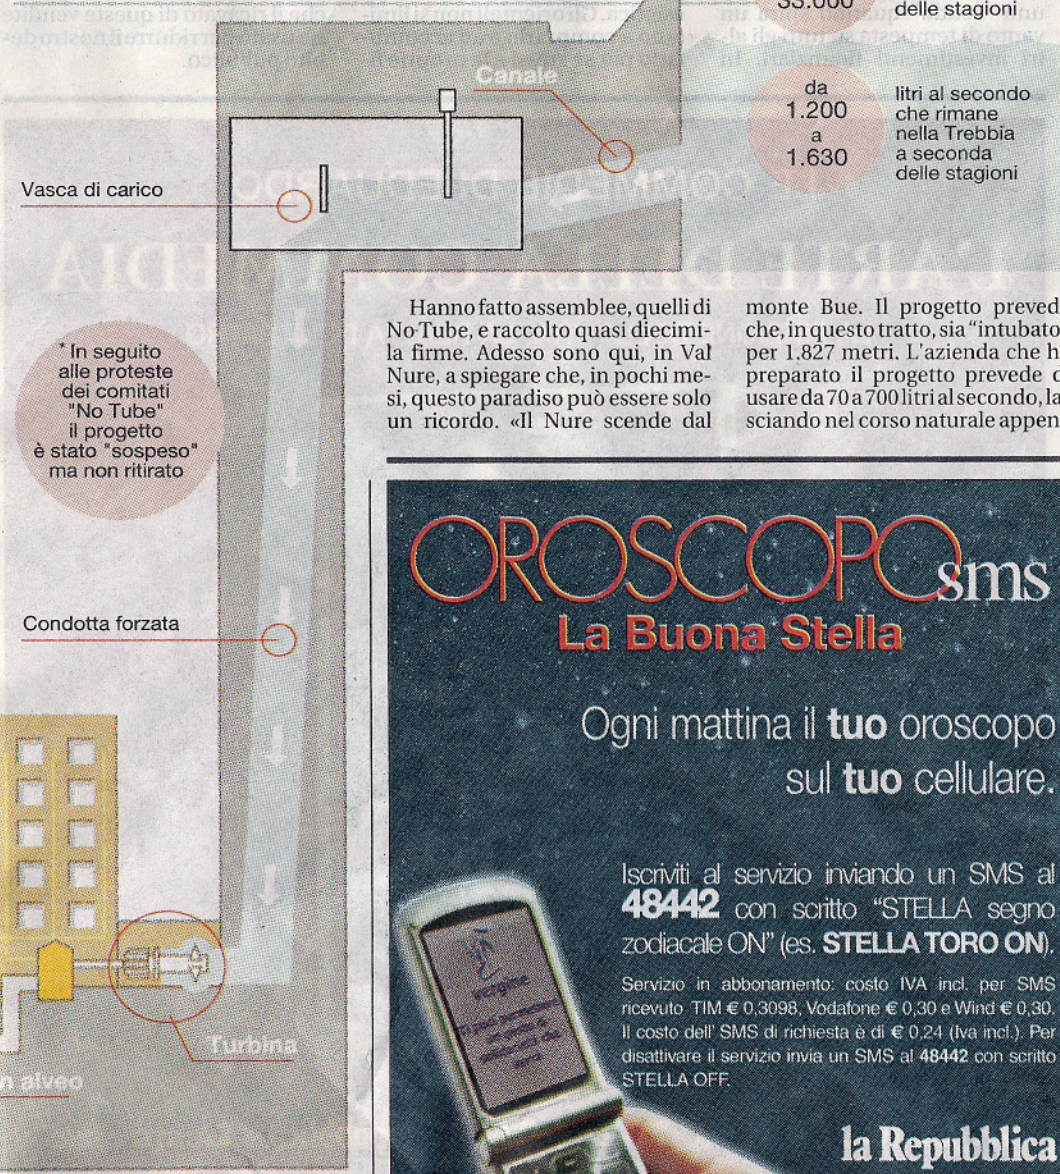 33.000
delle stagioni
Canale
da
1.200
a
1.630
litri al secondo
che rimane
nella Trebbia
a seconda
delle stagioni
Vasca di carico
* In seguito
alle proteste
dei comitati
"No Tube"
il progetto
è stato "sospeso"
ma non ritirato
Condotta forzata
Turbina
n alveo
Hanno fatto assemblee, quelli di
No-Tube, e raccolto quasi diecimi-
la firme. Adesso sono qui, in Val
Nure, a spiegare che, in pochi me-
si, questo paradiso può essere solo
un ricordo. «Il Nure scende dal
monte Bue. Il progetto preved
che, in questo tratto, sia “intubato
per 1.827 metri. L'azienda che h
preparato il progetto prevede d
usare da 70 a 700 litri al secondo, la
sciando nel corso naturale appen
OROSCOPO sms
La Buona Stella
Ogni mattina il tuo oroscopo
sul tuo cellulare.
Iscriviti al servizio inviando un SMS al
48442 con scritto “STELLA segno
zodiacale ON” (es. STELLA TORO ON).
Servizio in abbonamento: costo IVA incl. per SMS
ricevuto TIM € 0,3098, Vodafone € 0,30 e Wind € 0,30.
Il costo dell' SMS di richiesta è di € 0,24 (Iva incl.). Per
disattivare il servizio invia un SMS al 48442 con scritto
STELLA OFF.
la Repubblica